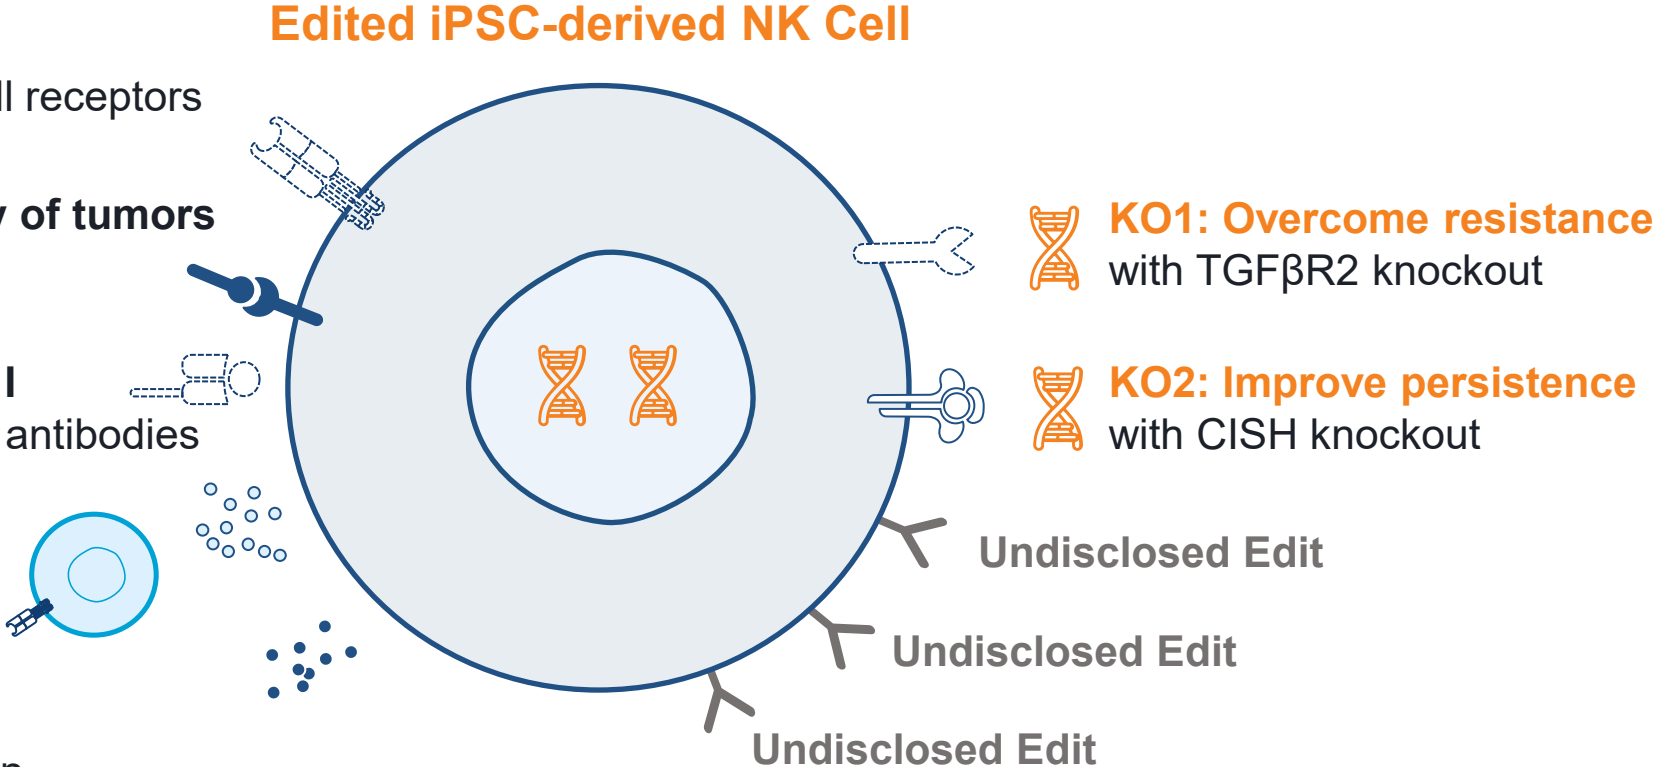 Edited iPSC-derived NK Cell
receptors
of tumors
antibodies
KO1: Overcome resistance
with TGFβR2 knockout
KO2: Improve persistence
with CISH knockout
Undisclosed Edit
Undisclosed Edit
Undisclosed Edit